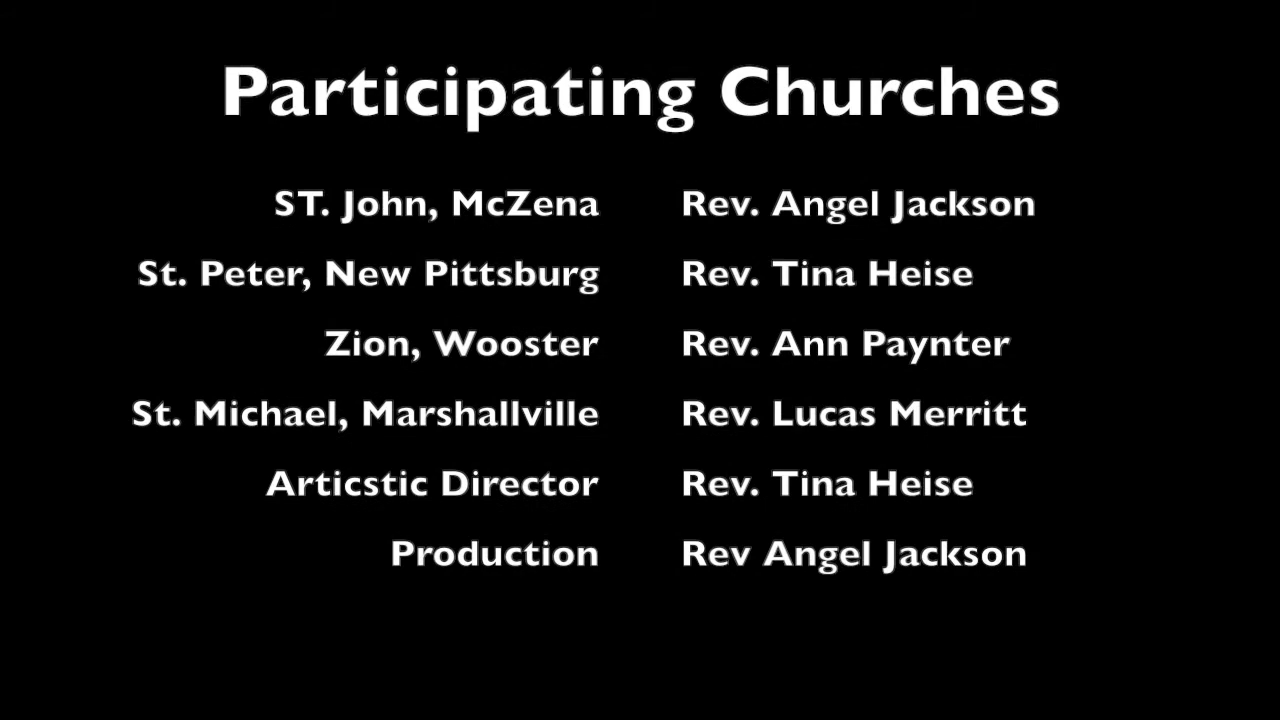 Participating Churches
ST. John, McZena Rev. Angel Jackson
St. Peter, New Pittsburg Rev. Tina Heise
Zion, Wooster Rev. Ann Paynter
St. Michael, Marshallville Rev. Lucas Merritt
Articstic Director Rev. Tina Heise
Production Rev Angel Jackson